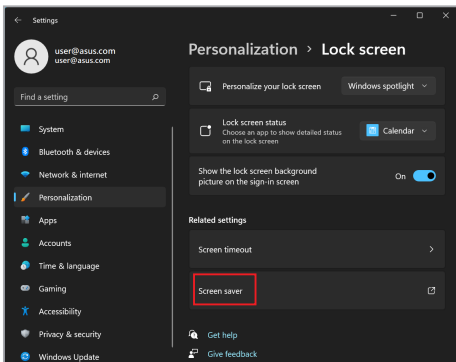 Settings
user@asus.com
user@asus.com
Find a setting
System
Bluetooth & devices
Network & internet
Personalization
Apps
Accounts
Time & language
Gaming
Accessibility
Privacy & security
Windows Update
Personalization > Lock screen
Personalize your lock screen
Windows spotlight
Lock screen status
Choose an app to show detailed status
on the lock screen
Calendar
Show the lock screen background
picture on the sign-in screen
On
Related settings
Screen timeout
Screen saver
Get help
Give feedback